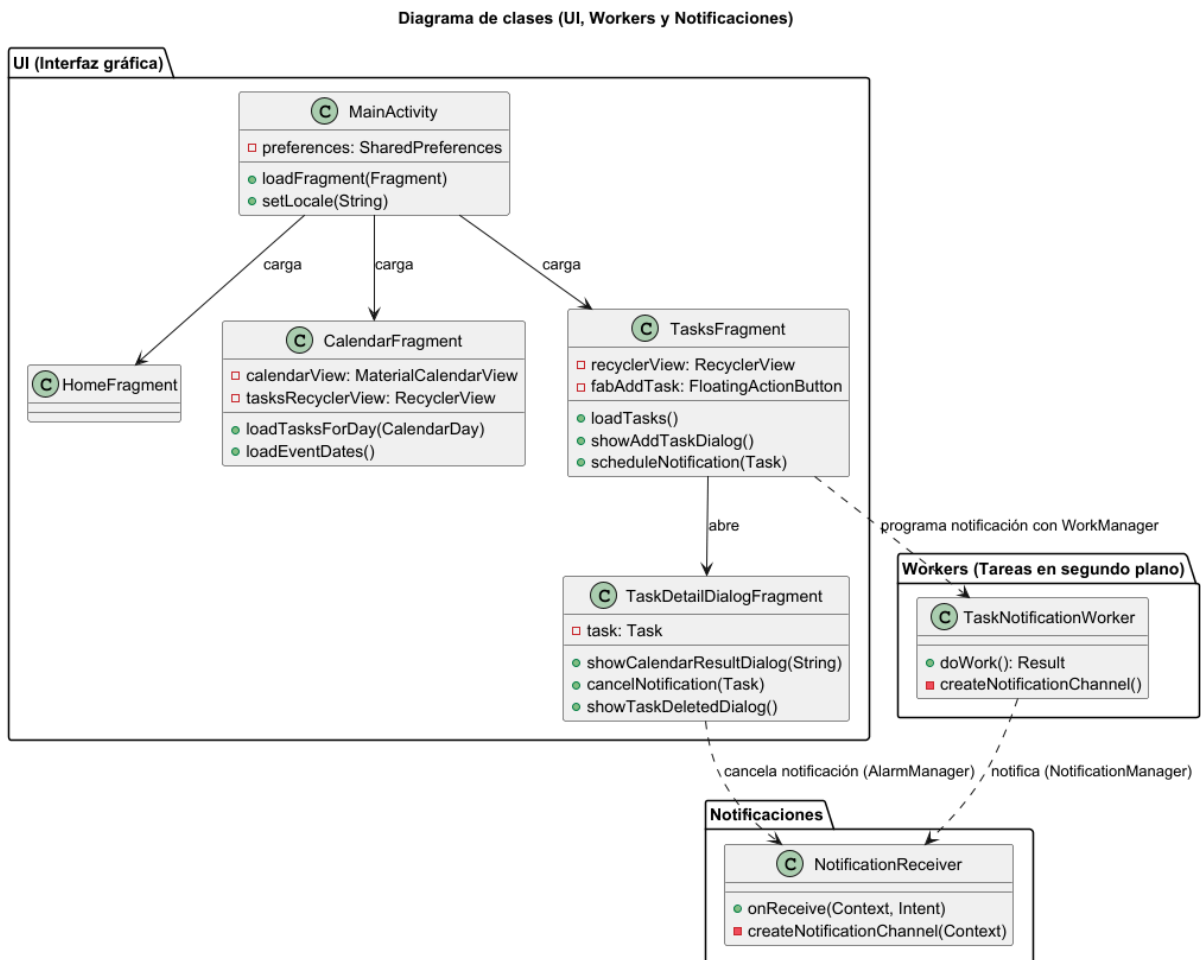 Diagrama de clases (UI, Workers y Notificaciones)
UI (Interfaz gráfica)
C MainActivity
preferences: SharedPreferences
loadFragment(Fragment)
setLocale(String)
carga
carga
carga
C HomeFragment
C CalendarFragment
calendarView: MaterialCalendarView
tasksRecyclerView: RecyclerView
loadTasksForDay(CalendarDay)
loadEventDates()
C TasksFragment
recyclerView: RecyclerView
fabAddTask: FloatingActionButton
loadTasks()
showAddTaskDialog()
scheduleNotification(Task)
abre
programa notificación con WorkManager
C TaskDetailDialogFragment
task: Task
showCalendarResultDialog(String)
cancelNotification(Task)
showTaskDeletedDialog()
Workers (Tareas en segundo plano)
C TaskNotificationWorker
doWork(): Result
createNotificationChannel()
cancela notificación (AlarmManager)
notifica (NotificationManager)
Notificaciones
C NotificationReceiver
onReceive(Context, Intent)
createNotificationChannel(Context)